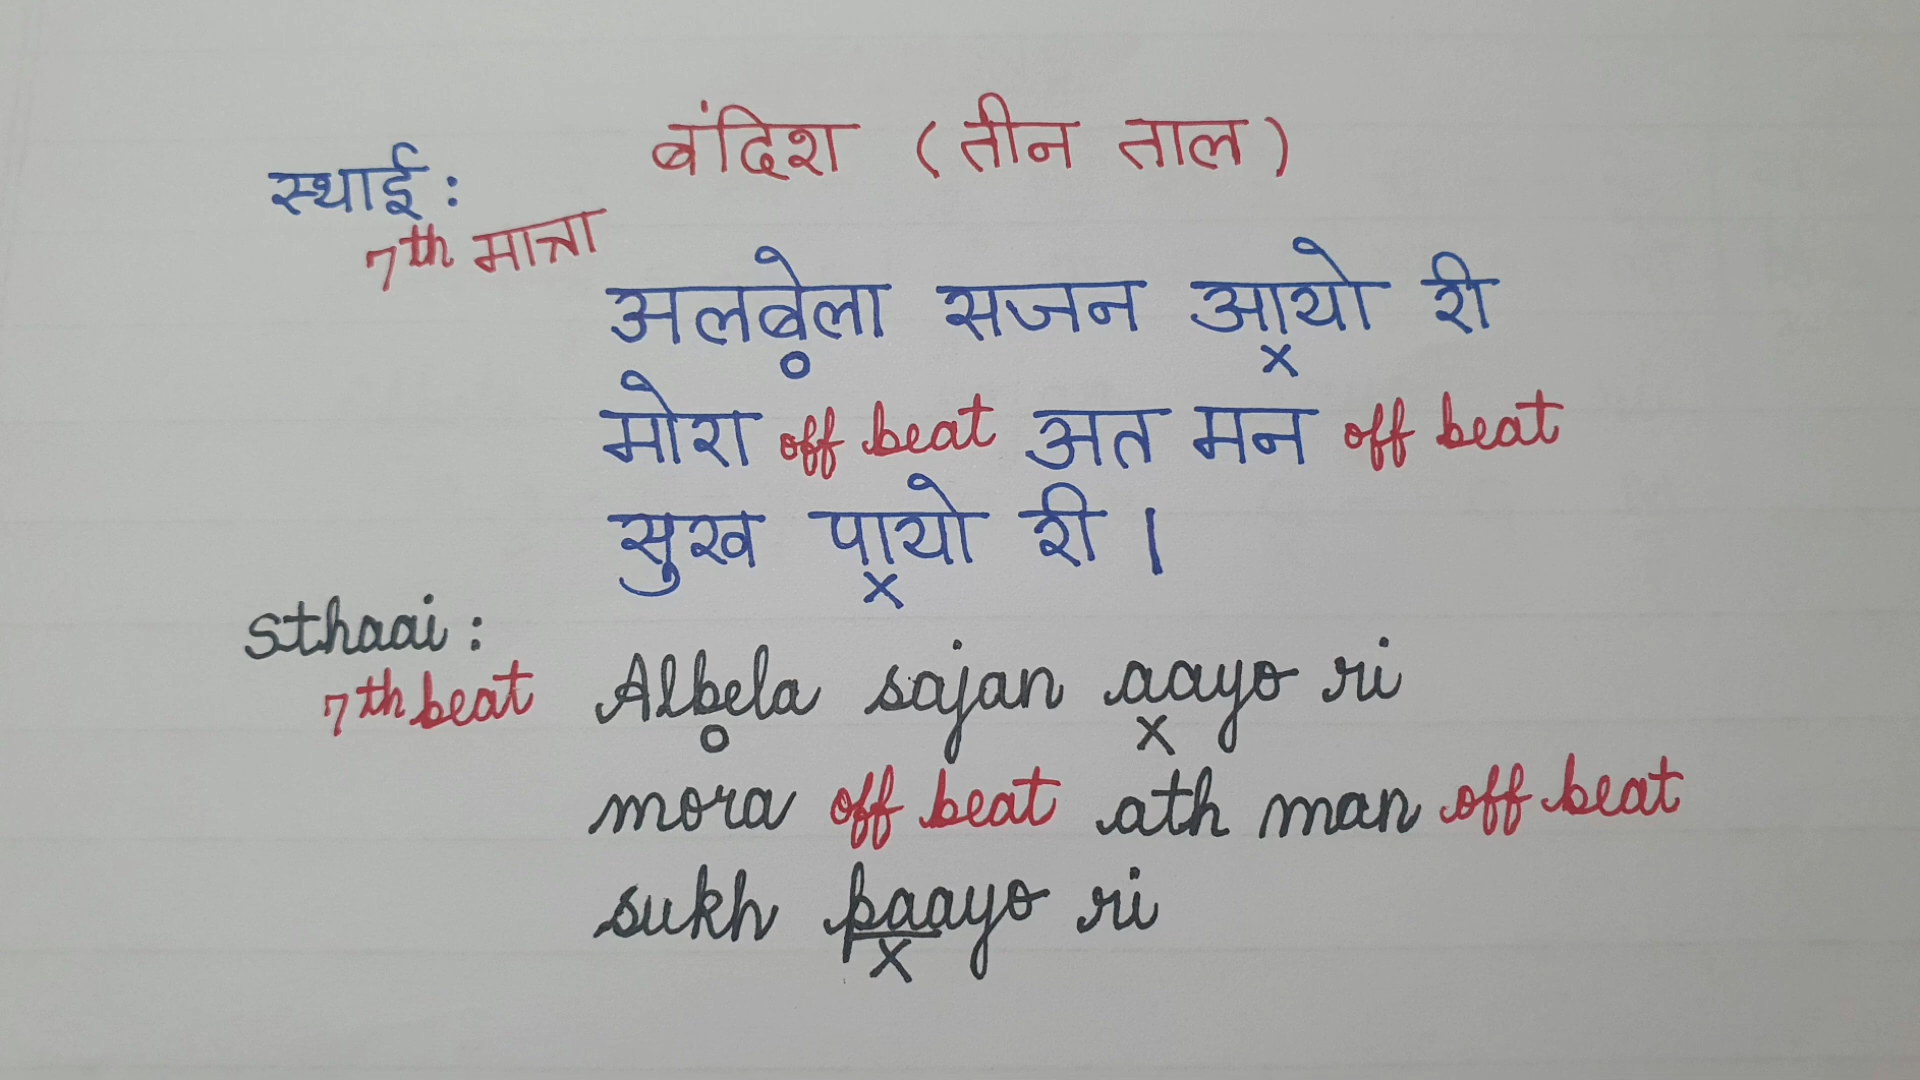 बंदिश (तीन ताल)
स्थाई:
7th मात्रा
अलबेला सजन आयो री
o x
मोरा off beat अत मन off beat
सुख पायो री ।
x
Sthaai:
7th beat Albela sajan aayo ri
o x
mora off beat ath man off beat
sukh paayo ri
x